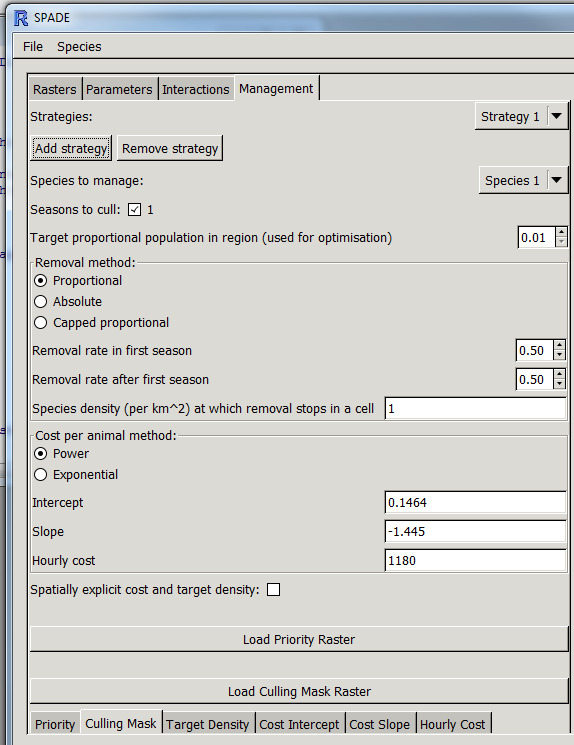 SPADE
File Species
Rasters Parameters Interactions Management
Strategies: Strategy 1
Add strategy Remove strategy
Species to manage: Species 1
Seasons to cull: 1
Target proportional population in region (used for optimisation) 0.01
Removal method:
Proportional
Absolute
Capped proportional
Removal rate in first season 0.50
Removal rate after first season 0.50
Species density (per km^2) at which removal stops in a cell 1
Cost per animal method:
Power
Exponential
Intercept 0.1464
Slope -1.445
Hourly cost 1180
Spatially explicit cost and target density:
Load Priority Raster
Load Culling Mask Raster
Priority Culling Mask Target Density Cost Intercept Cost Slope Hourly Cost